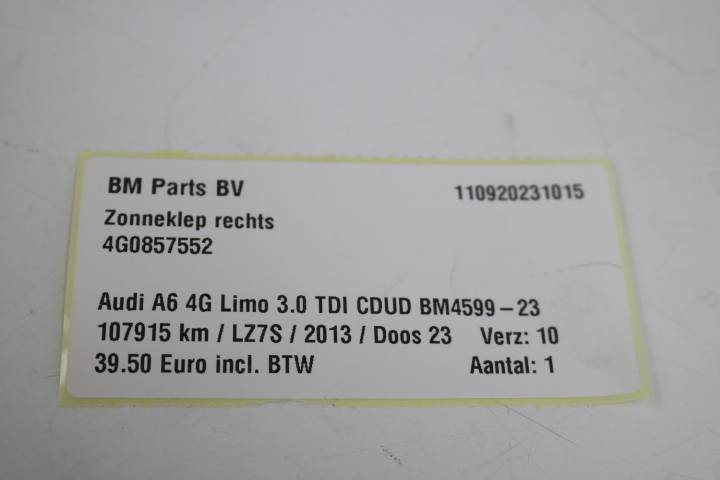 BM Parts BV 110920231015
Zonneklep rechts
4G0857552
Audi A6 4G Limo 3.0 TDI CDUD BM4599-23
107915 km / LZ7S / 2013 / Doos 23 Verz: 10
39.50 Euro incl. BTW Aantal: 1